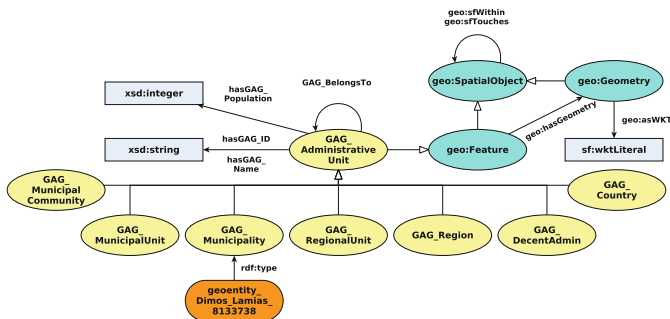 geo:sfWithin
geo:sfTouches
geo:SpatialObject
geo:Geometry
xsd:integer
hasGAG_
Population
GAG_BelongsTo
geo:hasGeometry
geo:asWKT
xsd:string
hasGAG_ID
hasGAG_
Name
GAG_
Administrative
Unit
geo:Feature
sf:wktLiteral
GAG_
Municipal
Community
GAG_
Country
GAG_
MunicipalUnit
GAG_
Municipality
GAG_
RegionalUnit
GAG_Region
GAG_
DecentAdmin
rdf:type
geoentity_
Dimos_Lamias_
8133738